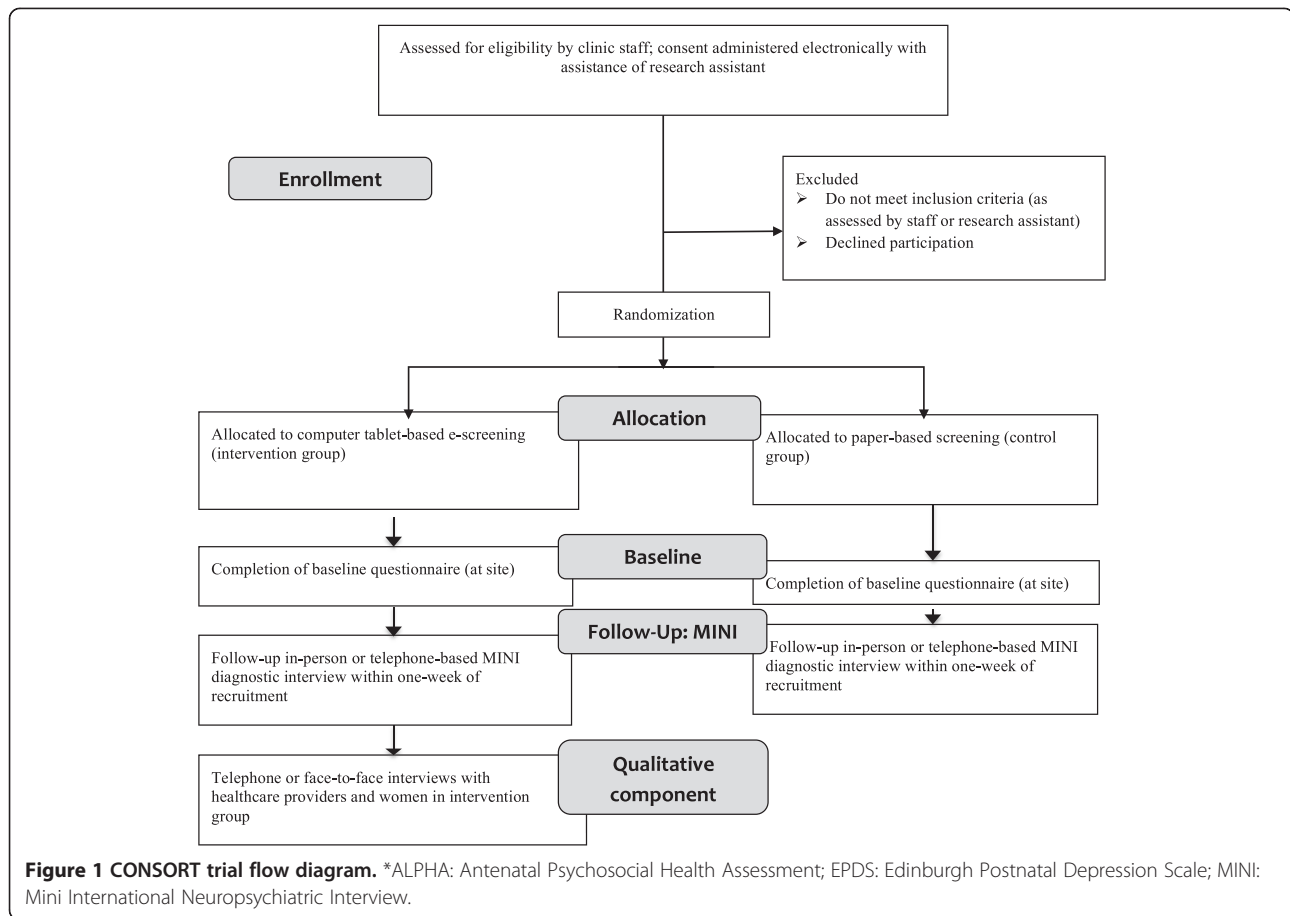 Assessed for eligibility by clinic staff; consent administered electronically with
assistance of research assistant
Enrollment
Excluded
➢ Do not meet inclusion criteria (as
assessed by staff or research assistant)
➢ Declined participation
Randomization
Allocation
Allocated to computer tablet-based e-screening
(intervention group)
Allocated to paper-based screening (control
group)
Baseline
Completion of baseline questionnaire (at site)
Completion of baseline questionnaire (at site)
Follow-Up: MINI
Follow-up in-person or telephone-based MINI
diagnostic interview within one-week of
recruitment
Follow-up in-person or telephone-based MINI
diagnostic interview within one-week of
recruitment
Qualitative
component
Telephone or face-to-face interviews with
healthcare providers and women in intervention
group
Figure 1 CONSORT trial flow diagram. *ALPHA: Antenatal Psychosocial Health Assessment; EPDS: Edinburgh Postnatal Depression Scale; MINI:
Mini International Neuropsychiatric Interview.